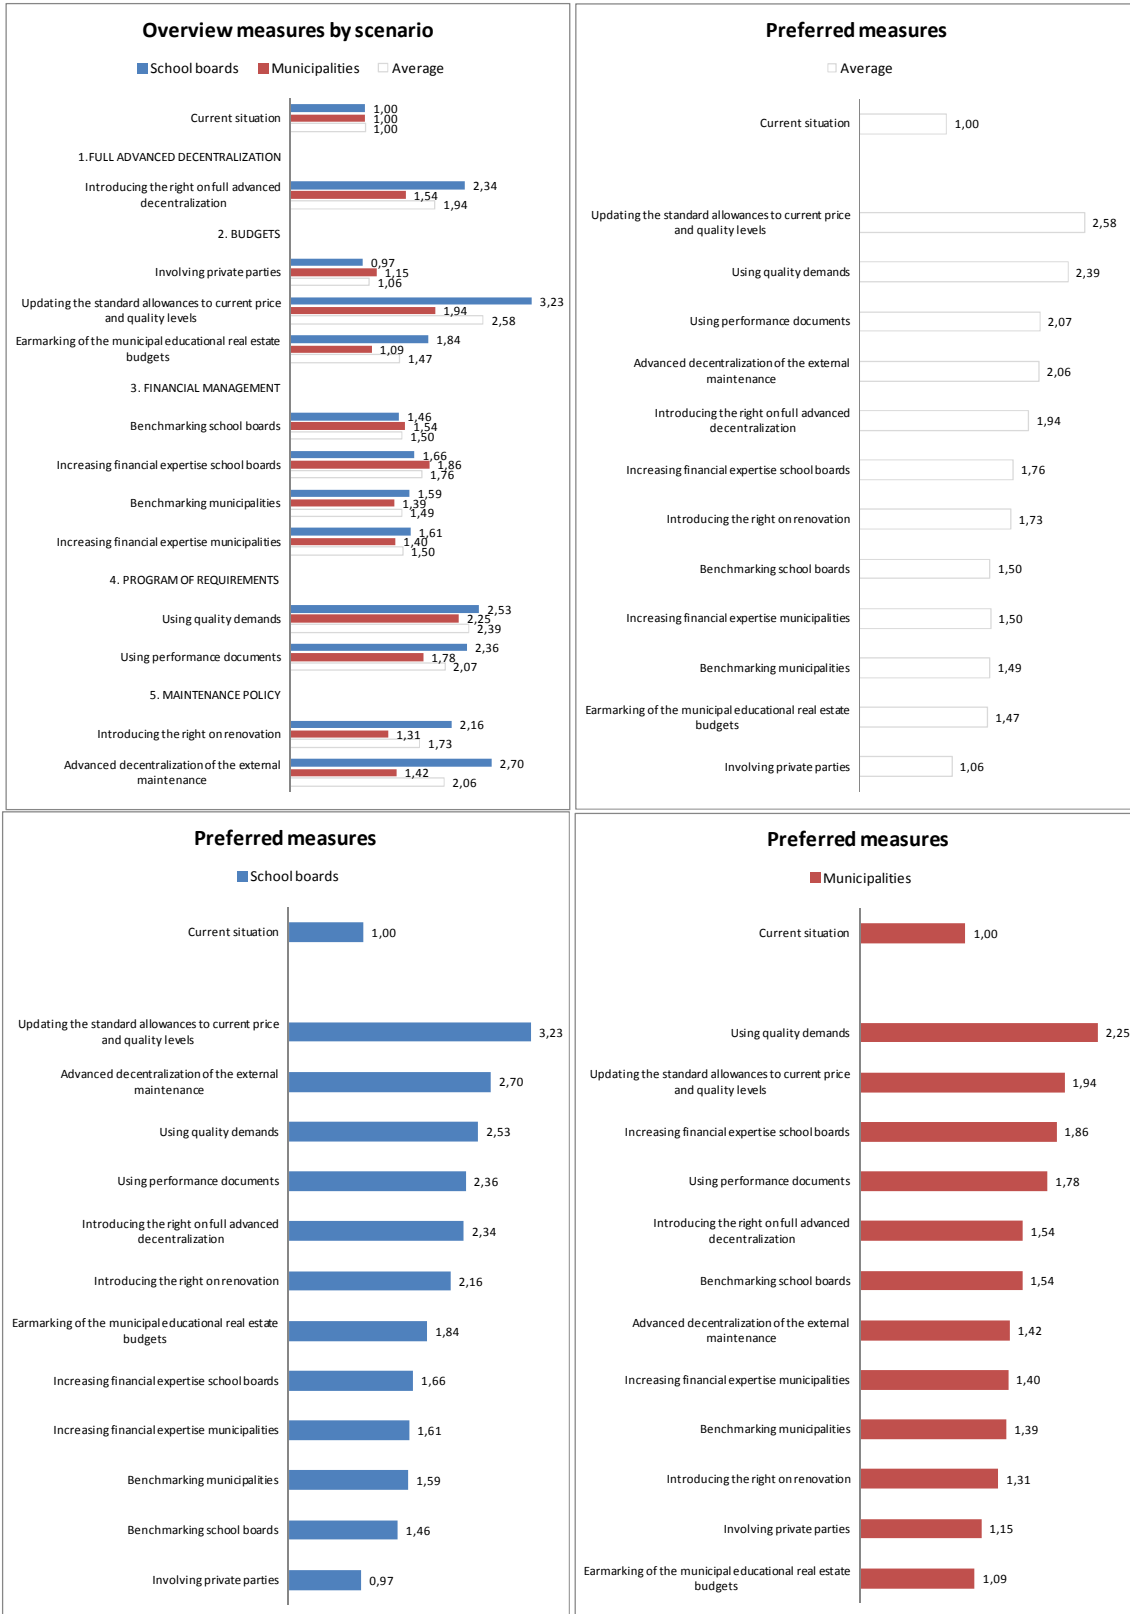 Overview measures by scenario
School boards Municipalities Average
Current situation
1,00
1,00
1,00
1.FULL ADVANCED DECENTRALIZATION
Introducing the right on full advanced
decentralization
2,34
1,54
1,94
2. BUDGETS
Involving private parties
0,97
1,15
1,06
Updating the standard allowances to current price
and quality levels
3,23
1,94
2,58
Earmarking of the municipal educational real estate
budgets
1,84
1,09
1,47
3. FINANCIAL MANAGEMENT
Benchmarking school boards
1,46
1,54
1,50
Increasing financial expertise school boards
1,66
1,86
1,76
Benchmarking municipalities
1,59
1,39
1,49
Increasing financial expertise municipalities
1,61
1,40
1,50
4. PROGRAM OF REQUIREMENTS
Using quality demands
2,53
2,25
2,39
Using performance documents
2,36
1,78
2,07
5. MAINTENANCE POLICY
Introducing the right on renovation
2,16
1,31
1,73
Advanced decentralization of the external
maintenance
2,70
1,42
2,06
Preferred measures
Average
Current situation 1,00
Updating the standard allowances to current price
and quality levels
2,58
Using quality demands 2,39
Using performance documents 2,07
Advanced decentralization of the external
maintenance
2,06
Introducing the right on full advanced
decentralization
1,94
Increasing financial expertise school boards 1,76
Introducing the right on renovation 1,73
Benchmarking school boards 1,50
Increasing financial expertise municipalities 1,50
Benchmarking municipalities 1,49
Earmarking of the municipal educational real estate
budgets
1,47
Involving private parties 1,06
Preferred measures
School boards
Current situation 1,00
Updating the standard allowances to current price
and quality levels
3,23
Advanced decentralization of the external
maintenance
2,70
Using quality demands 2,53
Using performance documents 2,36
Introducing the right on full advanced
decentralization
2,34
Introducing the right on renovation 2,16
Earmarking of the municipal educational real estate
budgets
1,84
Increasing financial expertise school boards 1,66
Increasing financial expertise municipalities 1,61
Benchmarking municipalities 1,59
Benchmarking school boards 1,46
Involving private parties 0,97
Preferred measures
Municipalities
Current situation 1,00
Using quality demands 2,25
Updating the standard allowances to current price
and quality levels
1,94
Increasing financial expertise school boards 1,86
Using performance documents 1,78
Introducing the right on full advanced
decentralization
1,54
Benchmarking school boards 1,54
Advanced decentralization of the external
maintenance
1,42
Increasing financial expertise municipalities 1,40
Benchmarking municipalities 1,39
Introducing the right on renovation 1,31
Involving private parties 1,15
Earmarking of the municipal educational real estate
budgets
1,09